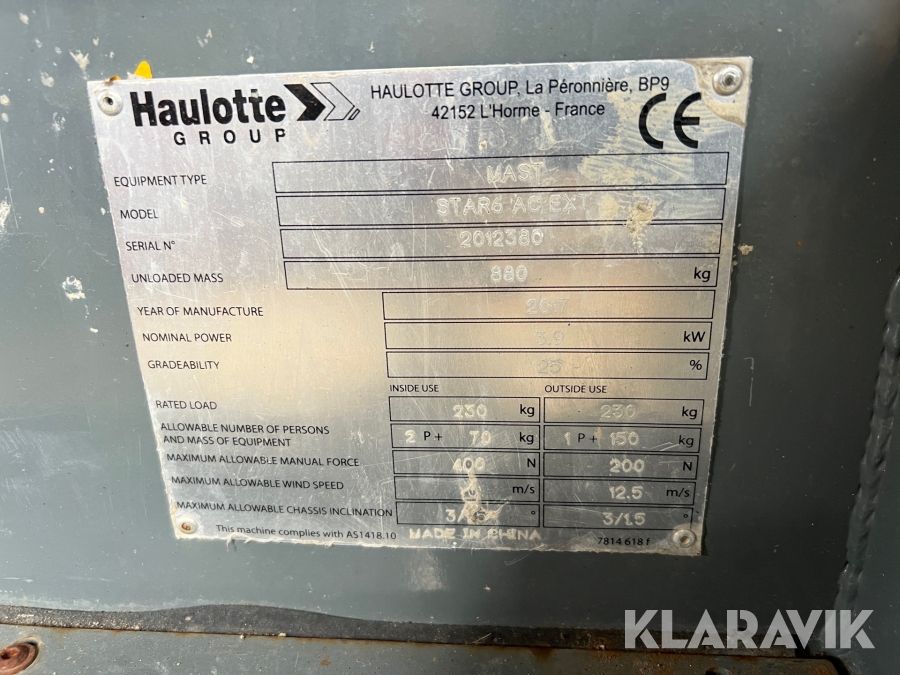 Haulotte
GROUP
HAULOTTE GROUP, La Péronnière, BP9
42152 L'Horme - France
CE
EQUIPMENT TYPE MAST
MODEL STAR6 AC EXT
SERIAL N° 2012380
UNLOADED MASS 880 kg
YEAR OF MANUFACTURE
NOMINAL POWER 3.9 kW
GRADEABILITY 25 %
INSIDE USE OUTSIDE USE
RATED LOAD 230 kg 230 kg
ALLOWABLE NUMBER OF PERSONS
AND MASS OF EQUIPMENT 2 P + 70 kg 1 P + 150 kg
MAXIMUM ALLOWABLE MANUAL FORCE 400 N 200 N
MAXIMUM ALLOWABLE WIND SPEED m/s 12.5 m/s
MAXIMUM ALLOWABLE CHASSIS INCLINATION ° 3/1.5 °
This machine complies with AS1418.10 MADE IN CHINA 7814 618 f
KLARAVIK